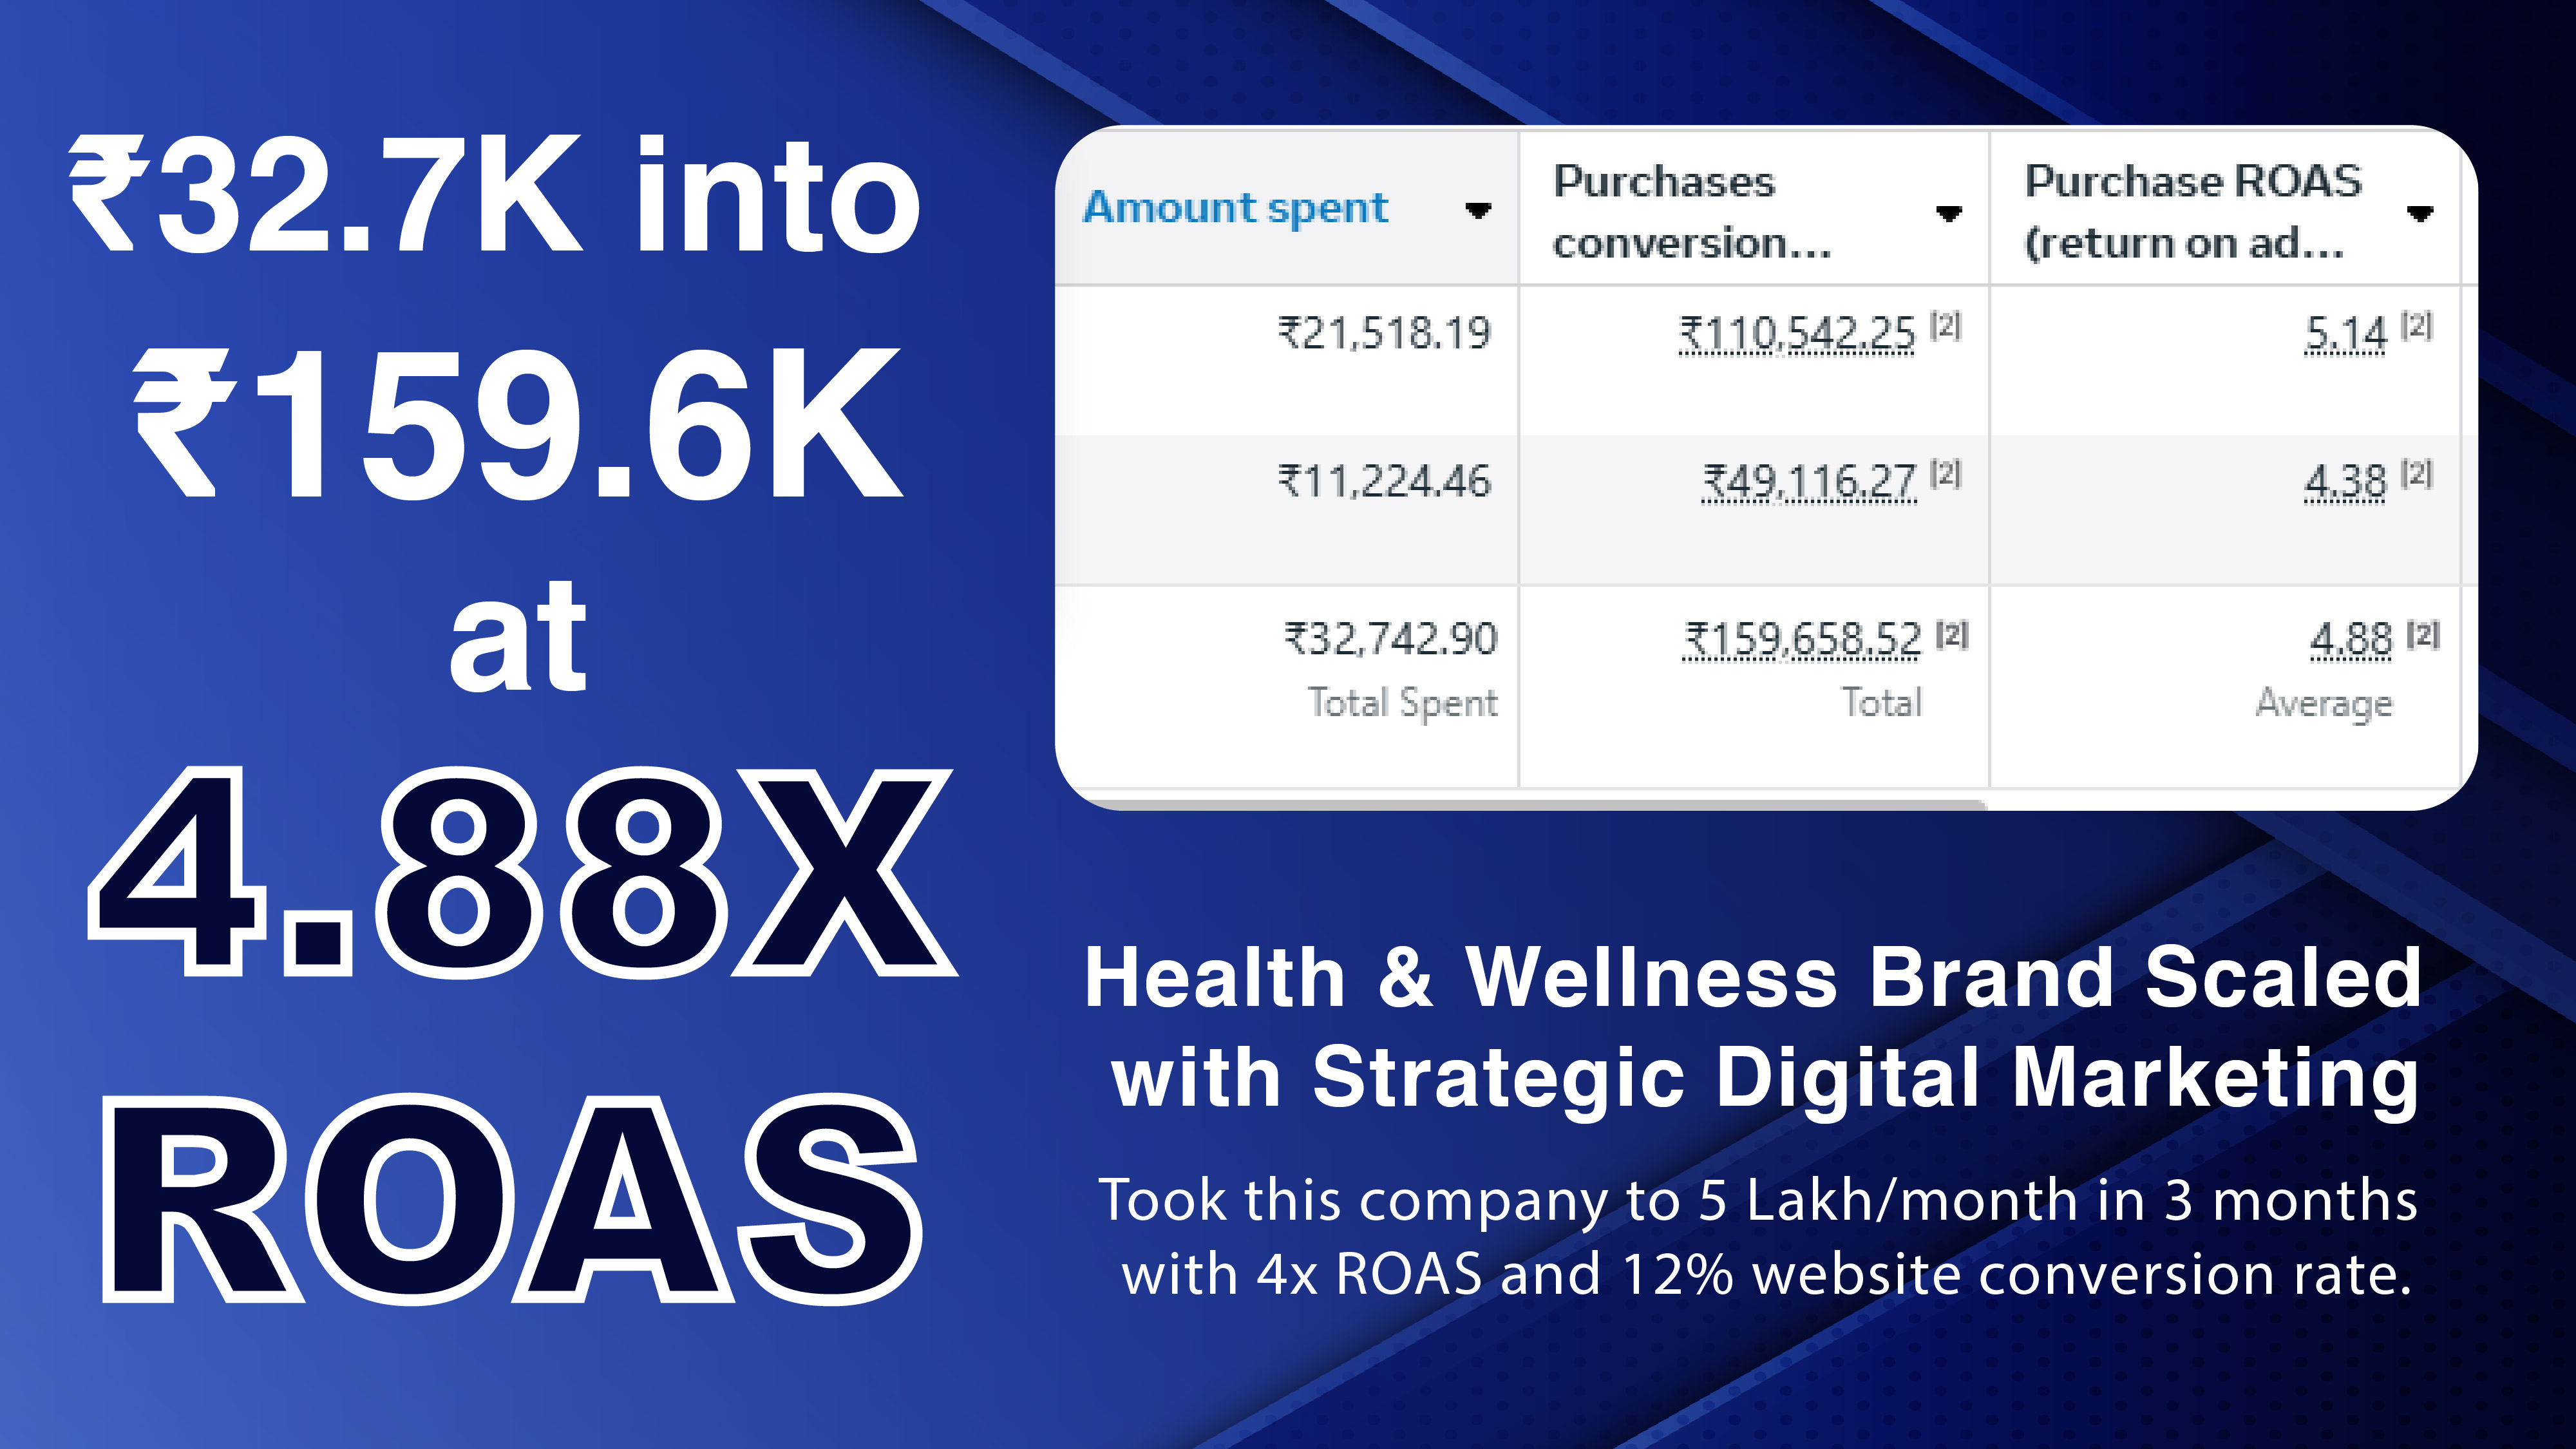 ₹32.7K into
₹159.6K
at
4.88X
ROAS
Amount spent
Purchases
conversion...
Purchase ROAS
(return on ad...
₹21,518.19
₹110,542.25 [2]
5.14 [2]
₹11,224.46
₹49,116.27 [2]
4.38 [2]
₹32,742.90
₹159,658.52 [2]
4.88 [2]
Total Spent
Total
Average
Health & Wellness Brand Scaled
with Strategic Digital Marketing
Took this company to 5 Lakh/month in 3 months
with 4x ROAS and 12% website conversion rate.